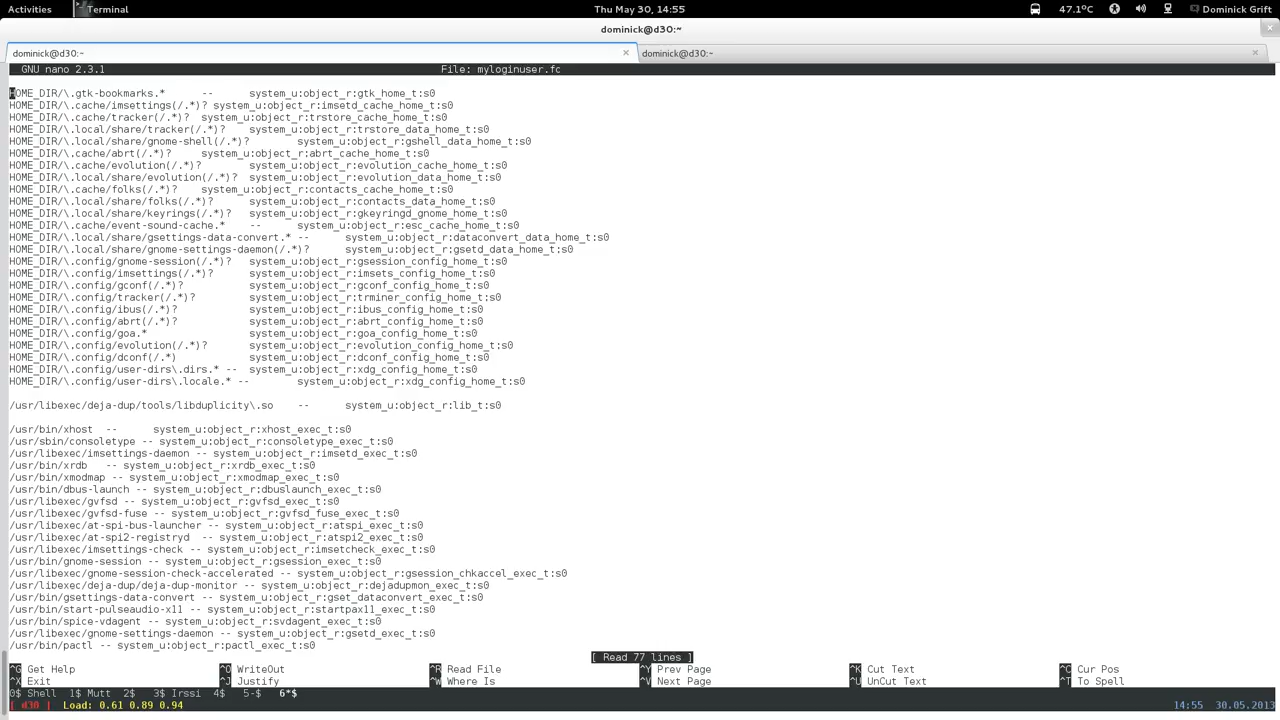 Activities Terminal Thu May 30, 14:55 47.1°C Dominick Grift
dominick@d30:~
dominick@d30:~ × dominick@d30:~ ×
GNU nano 2.3.1 File: myloginuser.fc
HOME_DIR/\.gtk-bookmarks.* -- system_u:object_r:gtk_home_t:s0
HOME_DIR/\.cache/imsettings(/.*)? system_u:object_r:imsetd_cache_home_t:s0
HOME_DIR/\.cache/tracker(/.*)? system_u:object_r:trstore_cache_home_t:s0
HOME_DIR/\.local/share/tracker(/.*)? system_u:object_r:trstore_data_home_t:s0
HOME_DIR/\.local/share/gnome-shell(/.*)? system_u:object_r:gshell_data_home_t:s0
HOME_DIR/\.cache/abrt(/.*)? system_u:object_r:abrt_cache_home_t:s0
HOME_DIR/\.cache/evolution(/.*)? system_u:object_r:evolution_cache_home_t:s0
HOME_DIR/\.local/share/evolution(/.*)? system_u:object_r:evolution_data_home_t:s0
HOME_DIR/\.cache/folks(/.*)? system_u:object_r:contacts_cache_home_t:s0
HOME_DIR/\.local/share/folks(/.*)? system_u:object_r:contacts_data_home_t:s0
HOME_DIR/\.local/share/keyrings(/.*)? system_u:object_r:gkeyringd_gnome_home_t:s0
HOME_DIR/\.cache/event-sound-cache.* -- system_u:object_r:esc_cache_home_t:s0
HOME_DIR/\.local/share/gsettings-data-convert.* -- system_u:object_r:dataconvert_data_home_t:s0
HOME_DIR/\.local/share/gnome-settings-daemon(/.*)? system_u:object_r:gsetd_data_home_t:s0
HOME_DIR/\.config/gnome-session(/.*)? system_u:object_r:gsession_config_home_t:s0
HOME_DIR/\.config/imsettings(/.*)? system_u:object_r:imsets_config_home_t:s0
HOME_DIR/\.config/gconf(/.*)? system_u:object_r:gconf_config_home_t:s0
HOME_DIR/\.config/tracker(/.*)? system_u:object_r:trminer_config_home_t:s0
HOME_DIR/\.config/ibus(/.*)? system_u:object_r:ibus_config_home_t:s0
HOME_DIR/\.config/abrt(/.*)? system_u:object_r:abrt_config_home_t:s0
HOME_DIR/\.config/goa.* system_u:object_r:goa_config_home_t:s0
HOME_DIR/\.config/evolution(/.*)? system_u:object_r:evolution_config_home_t:s0
HOME_DIR/\.config/dconf(/.*) system_u:object_r:dconf_config_home_t:s0
HOME_DIR/\.config/user-dirs\.dirs.* -- system_u:object_r:xdg_config_home_t:s0
HOME_DIR/\.config/user-dirs\.locale.* -- system_u:object_r:xdg_config_home_t:s0
/usr/libexec/deja-dup/tools/libduplicity\.so -- system_u:object_r:lib_t:s0
/usr/bin/xhost -- system_u:object_r:xhost_exec_t:s0
/usr/sbin/consoletype -- system_u:object_r:consoletype_exec_t:s0
/usr/libexec/imsettings-daemon -- system_u:object_r:imsetd_exec_t:s0
/usr/bin/xrdb -- system_u:object_r:xrdb_exec_t:s0
/usr/bin/xmodmap -- system_u:object_r:xmodmap_exec_t:s0
/usr/bin/dbus-launch -- system_u:object_r:dbuslaunch_exec_t:s0
/usr/libexec/gvfsd -- system_u:object_r:gvfsd_exec_t:s0
/usr/libexec/gvfsd-fuse -- system_u:object_r:gvfsd_fuse_exec_t:s0
/usr/libexec/at-spi-bus-launcher -- system_u:object_r:atspi_exec_t:s0
/usr/libexec/at-spi2-registryd -- system_u:object_r:atspi2_exec_t:s0
/usr/libexec/imsettings-check -- system_u:object_r:imsetcheck_exec_t:s0
/usr/bin/gnome-session -- system_u:object_r:gsession_exec_t:s0
/usr/libexec/gnome-session-check-accelerated -- system_u:object_r:gsession_chkaccel_exec_t:s0
/usr/libexec/deja-dup/deja-dup-monitor -- system_u:object_r:dejadupmon_exec_t:s0
/usr/bin/gsettings-data-convert -- system_u:object_r:gset_dataconvert_exec_t:s0
/usr/bin/start-pulseaudio-x11 -- system_u:object_r:startpax11_exec_t:s0
/usr/bin/spice-vdagent -- system_u:object_r:svdagent_exec_t:s0
/usr/libexec/gnome-settings-daemon -- system_u:object_r:gsetd_exec_t:s0
/usr/bin/pactl -- system_u:object_r:pactl_exec_t:s0
[ Read 77 lines ]
^G Get Help ^O WriteOut ^R Read File ^Y Prev Page ^K Cut Text ^C Cur Pos
^X Exit ^J Justify ^W Where Is ^V Next Page ^U UnCut Text ^T To Spell
0$ Shell 1$ Mutt 2$ 3$ Irssi 4$ 5-$ 6*$
[ d30 ] Load: 0.61 0.89 0.94 14:55 30.05.2013